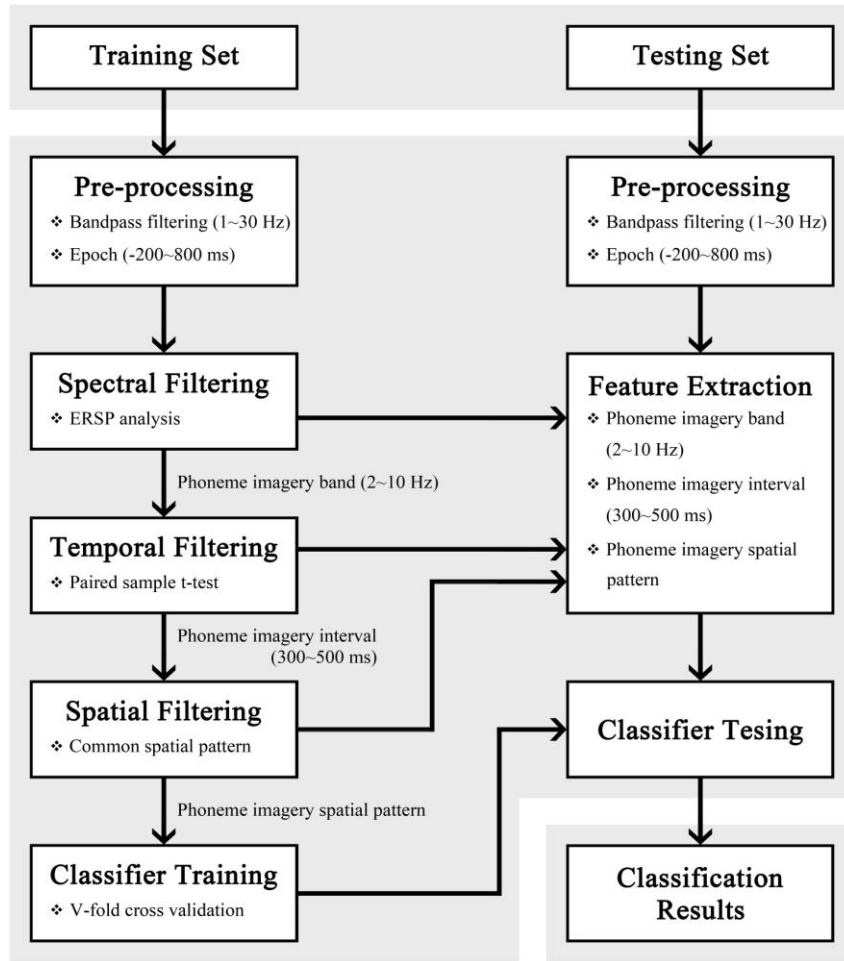 Training Set
Pre-processing
❖ Bandpass filtering (1~30 Hz)
❖ Epoch (-200~800 ms)
Spectral Filtering
❖ ERSP analysis
Phoneme imagery band (2~10 Hz)
Temporal Filtering
❖ Paired sample t-test
Phoneme imagery interval
(300~500 ms)
Spatial Filtering
❖ Common spatial pattern
Phoneme imagery spatial pattern
Classifier Training
❖ V-fold cross validation
Testing Set
Pre-processing
❖ Bandpass filtering (1~30 Hz)
❖ Epoch (-200~800 ms)
Feature Extraction
❖ Phoneme imagery band
(2~10 Hz)
❖ Phoneme imagery interval
(300~500 ms)
❖ Phoneme imagery spatial
pattern
Classifier Tesing
Classification
Results